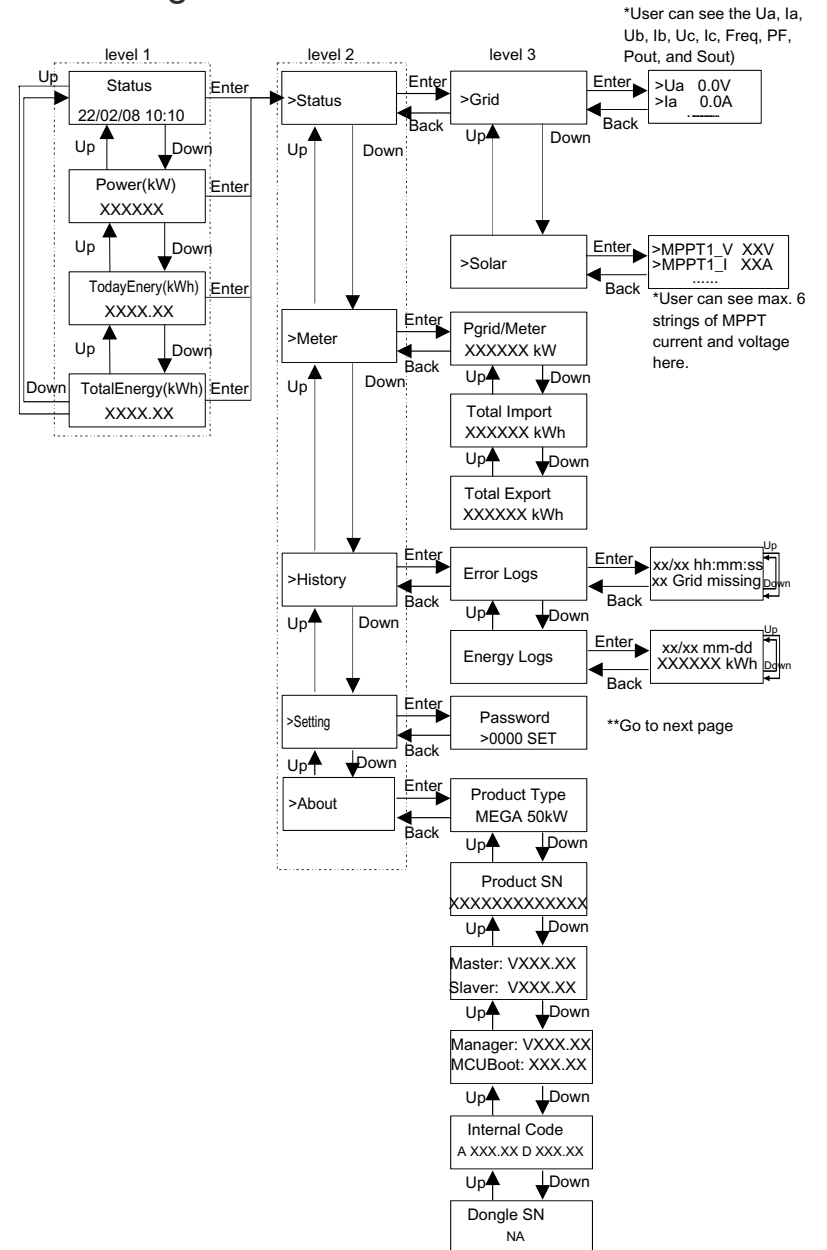 *User can see the Ua, Ia,
Ub, Ib, Uc, Ic, Freq, PF,
Pout, and Sout)
level 1
level 2
level 3
Up
Status
22/02/08 10:10
Enter
>Status
Enter
Back
>Grid
Enter
Back
>Ua 0.0V
>Ia 0.0A
Up
Down
Up
Down
Up
Down
Power(kW)
XXXXXX
Enter
Up
Down
>Solar
Enter
Back
>MPPT1_V XXV
>MPPT1_I XXA
......
TodayEnery(kWh)
XXXX.XX
Enter
*User can see max. 6
strings of MPPT
current and voltage
here.
Up
Down
>Meter
Enter
Back
Pgrid/Meter
XXXXXX kW
Down
TotalEnergy(kWh)
XXXX.XX
Enter
Up
Down
Up
Down
Total Import
XXXXXX kWh
Up
Down
Total Export
XXXXXX kWh
>History
Enter
Back
Error Logs
Enter
Back
xx/xx hh:mm:ss
xx Grid missing
Up
Down
Up
Down
Up
Down
Energy Logs
Enter
Back
xx/xx mm-dd
XXXXXX kWh
Up
Down
>Setting
Enter
Back
Password
>0000 SET
**Go to next page
Up
Down
>About
Enter
Back
Product Type
MEGA 50kW
Up
Down
Product SN
XXXXXXXXXXXXX
Up
Down
Master: VXXX.XX
Slaver: VXXX.XX
Up
Down
Manager: VXXX.XX
MCUBoot: XXX.XX
Up
Down
Internal Code
A XXX.XX D XXX.XX
Up
Down
Dongle SN
NA